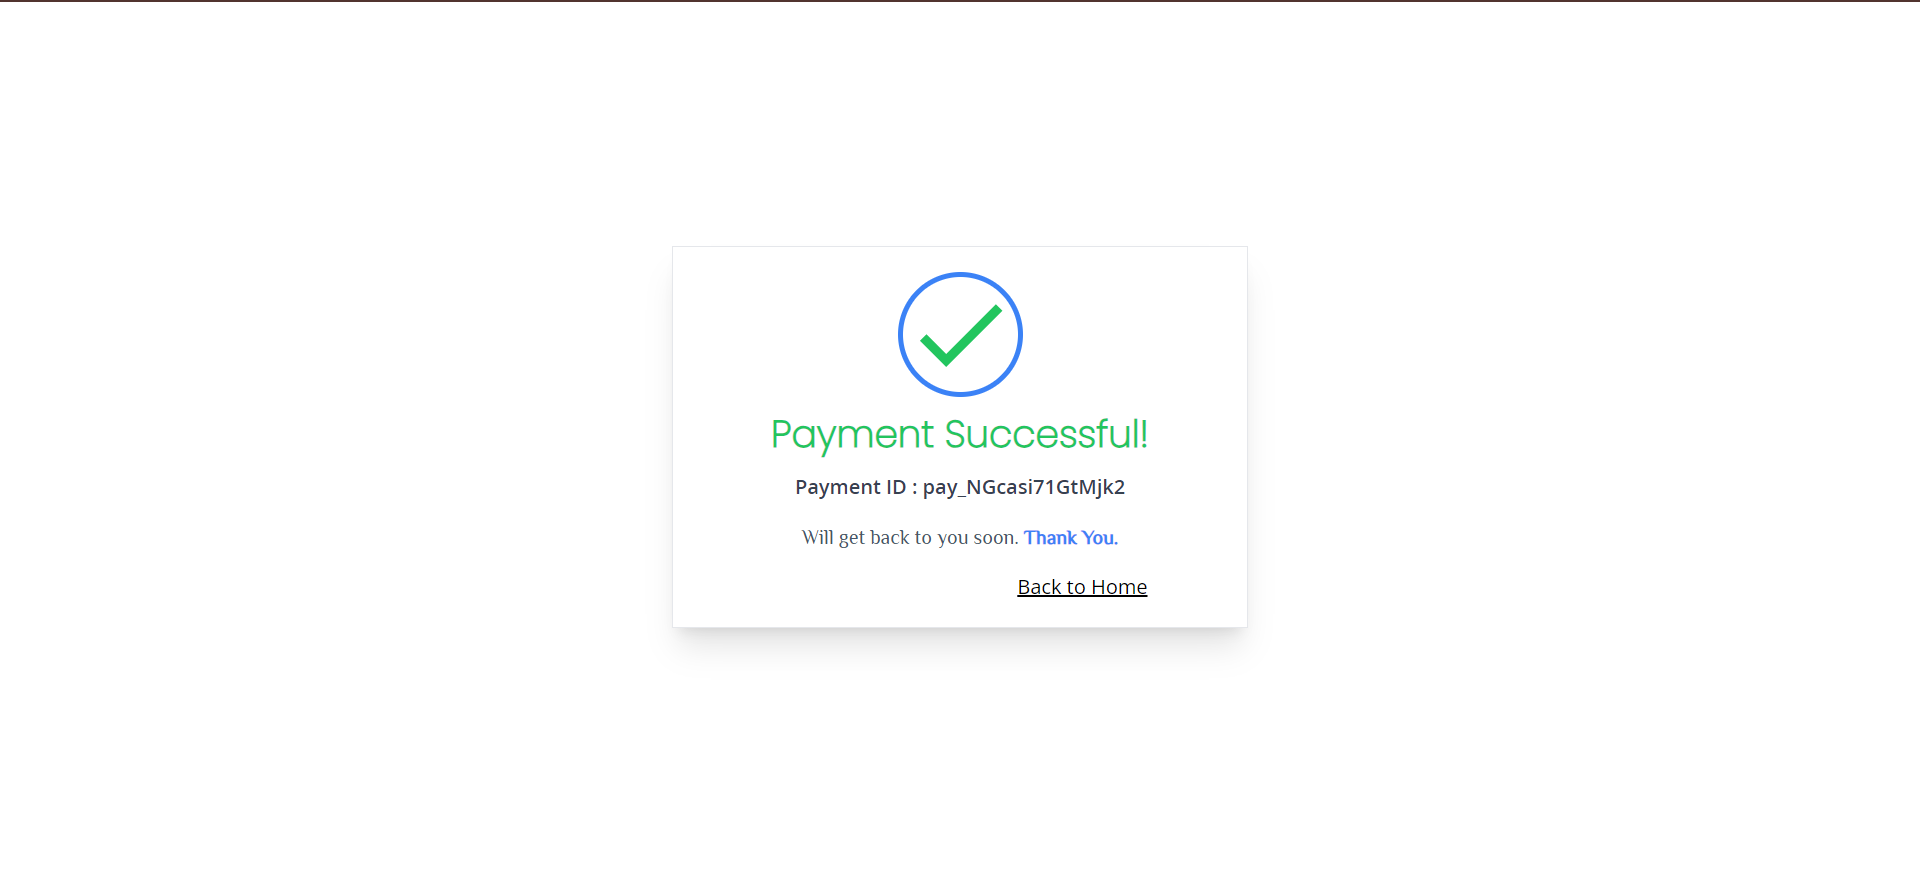 Payment Successful!
Payment ID : pay_NGcasi71GtMjk2
Will get back to you soon. Thank You.
Back to Home